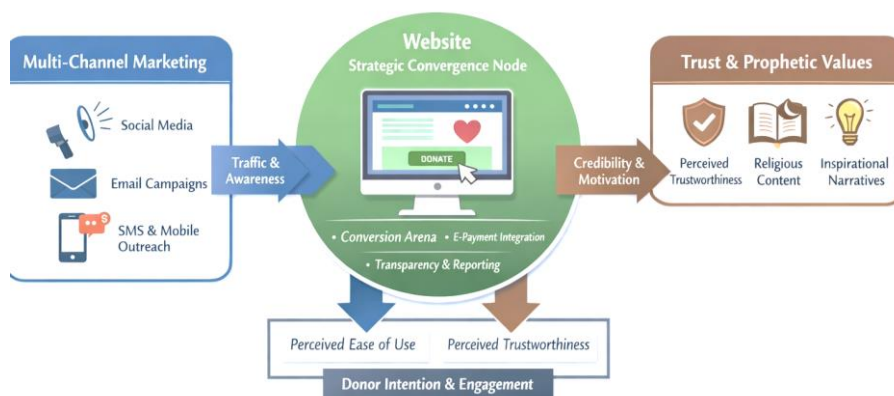 Multi-Channel Marketing
Social Media
Email Campaigns
S
SMS & Mobile
Outreach
Traffic &
Awareness
Website
Strategic Convergence Node
DONATE
• Conversion Arena • E-Payment Integration
• Transparency & Reporting
Credibility &
Motivation
Trust & Prophetic Values
Perceived
Trustworthiness
Religious
Content
Inspirational
Narratives
Perceived Ease of Use
Perceived Trustworthiness
Donor Intention & Engagement